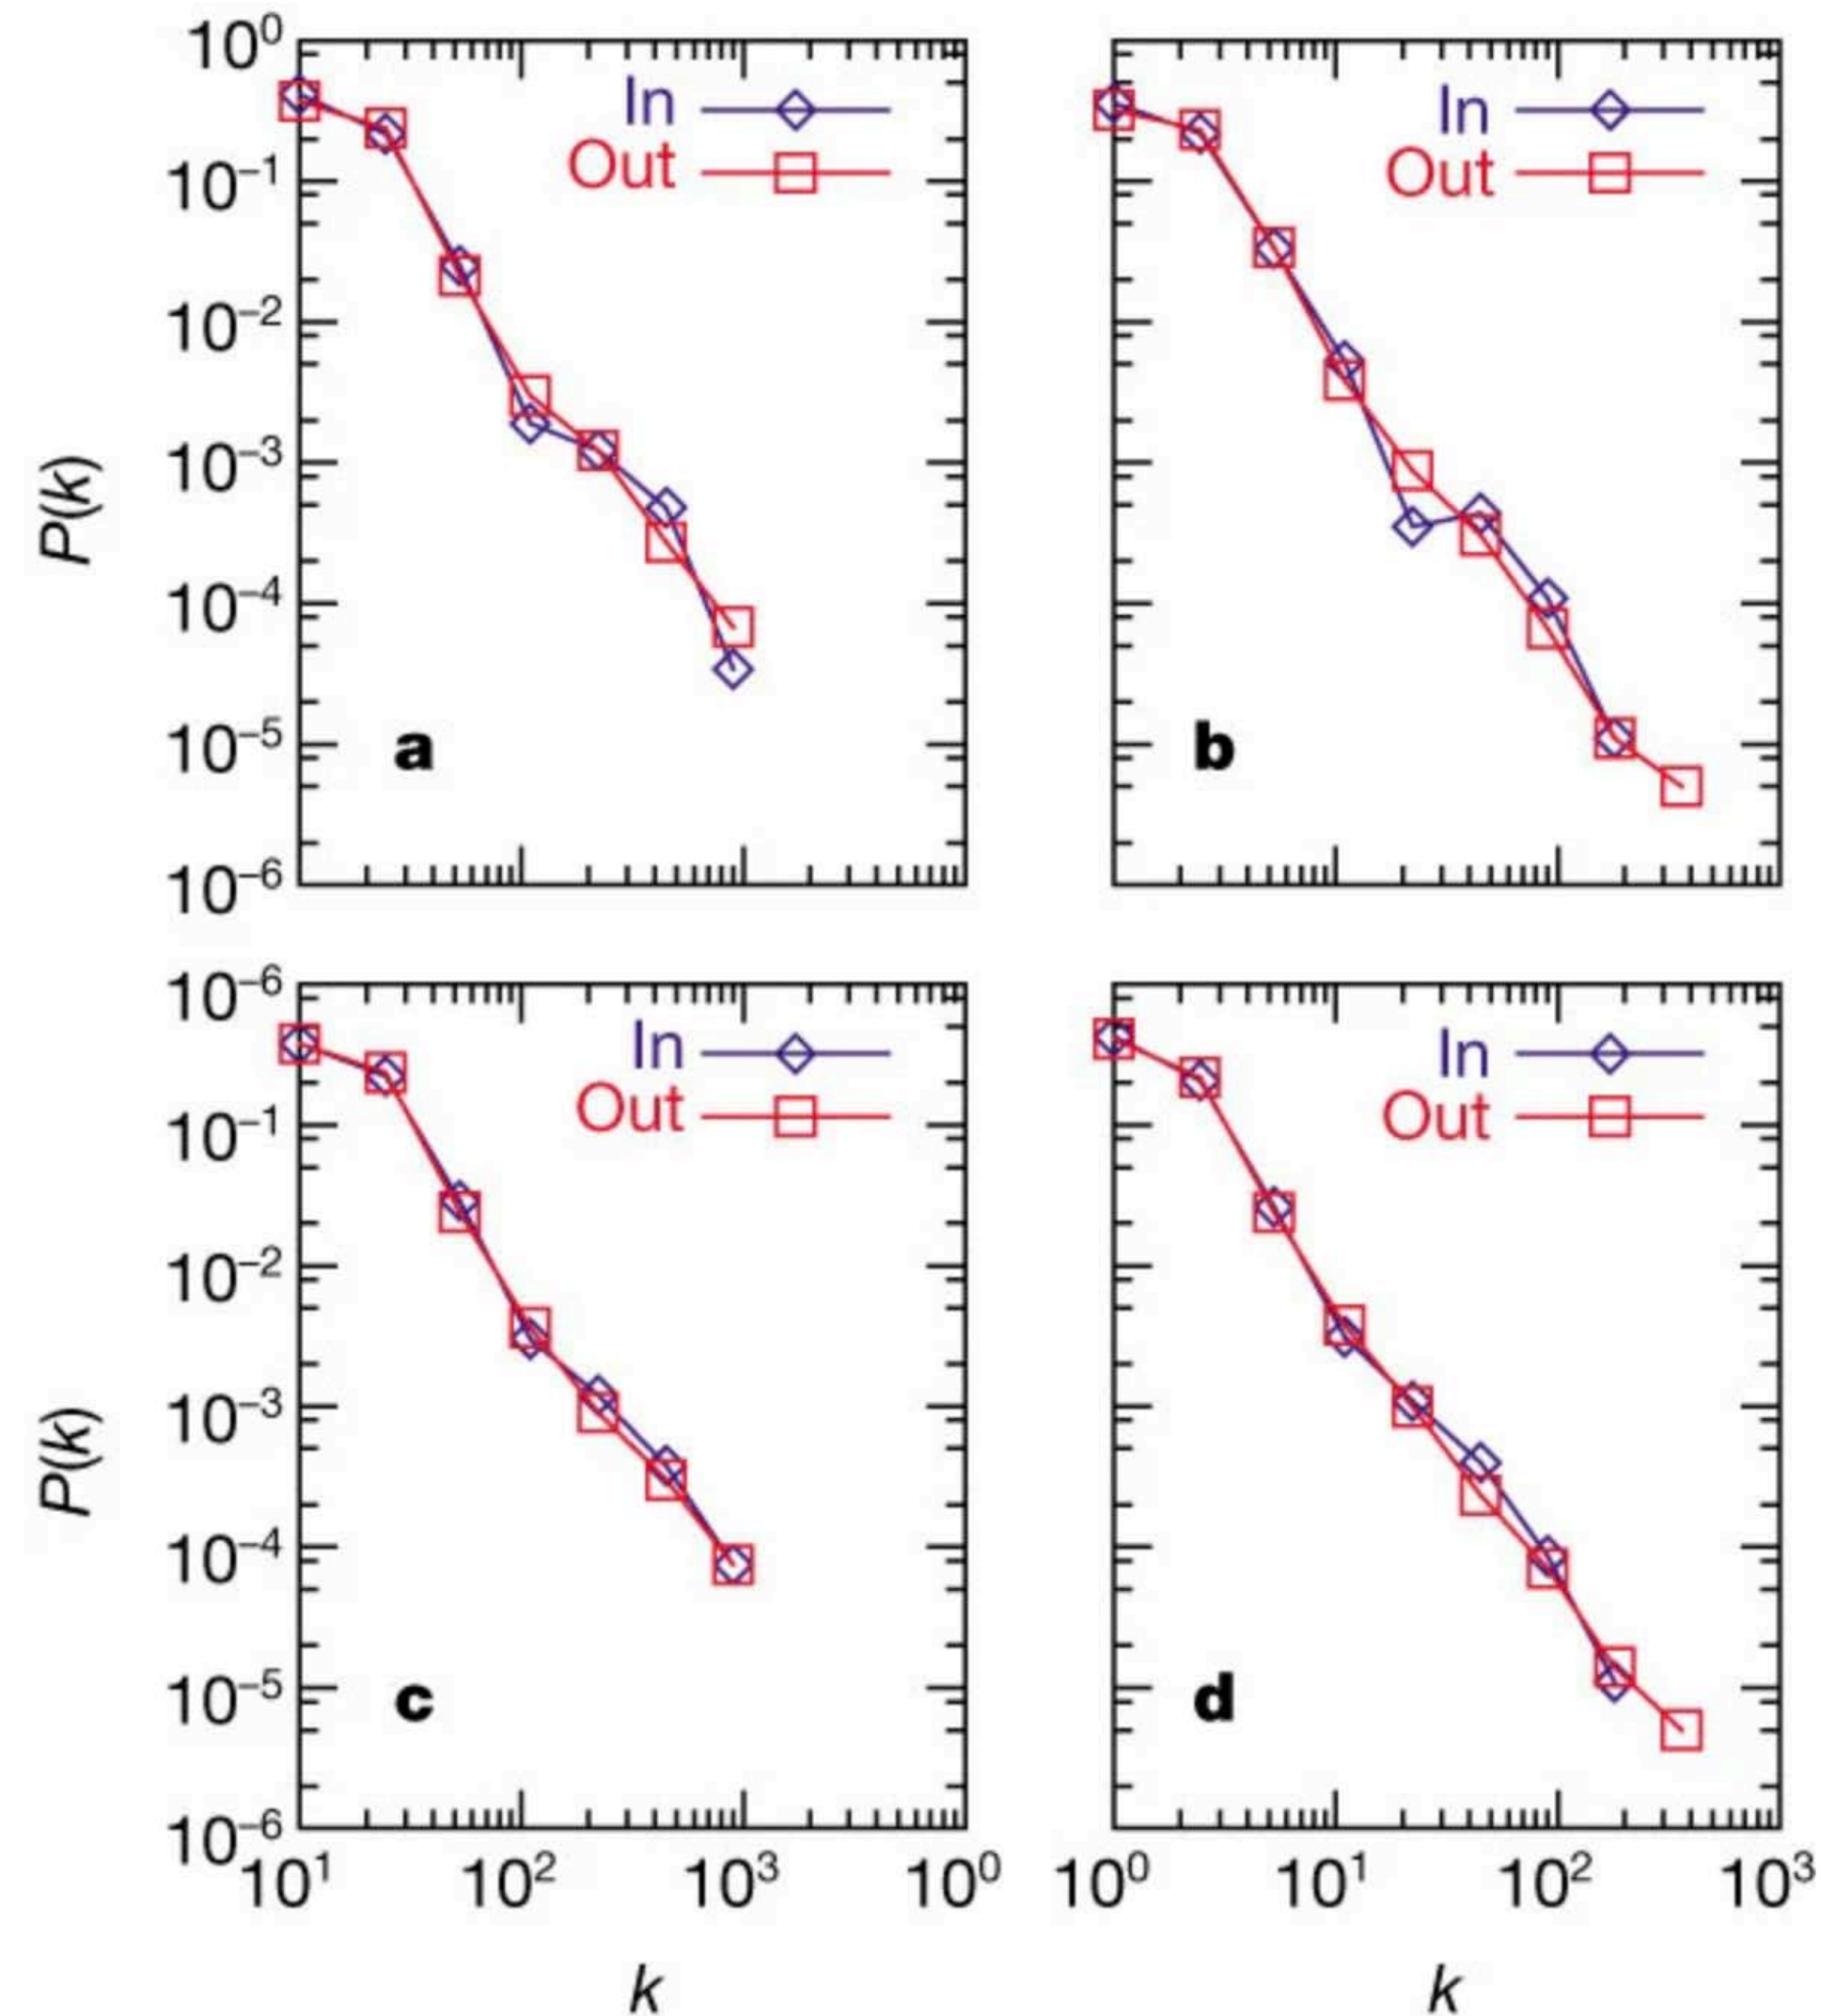 10⁰
In
Out
10⁻¹
10⁻²
10⁻³
10⁻⁴
10⁻⁵
10⁻⁶
P(k)
a
In
Out
b
10⁻⁶
In
Out
10⁻¹
10⁻²
10⁻³
10⁻⁴
10⁻⁵
10⁻⁶
P(k)
c
10¹ 10² 10³ 10⁰
k
In
Out
d
10⁰ 10¹ 10² 10³
k